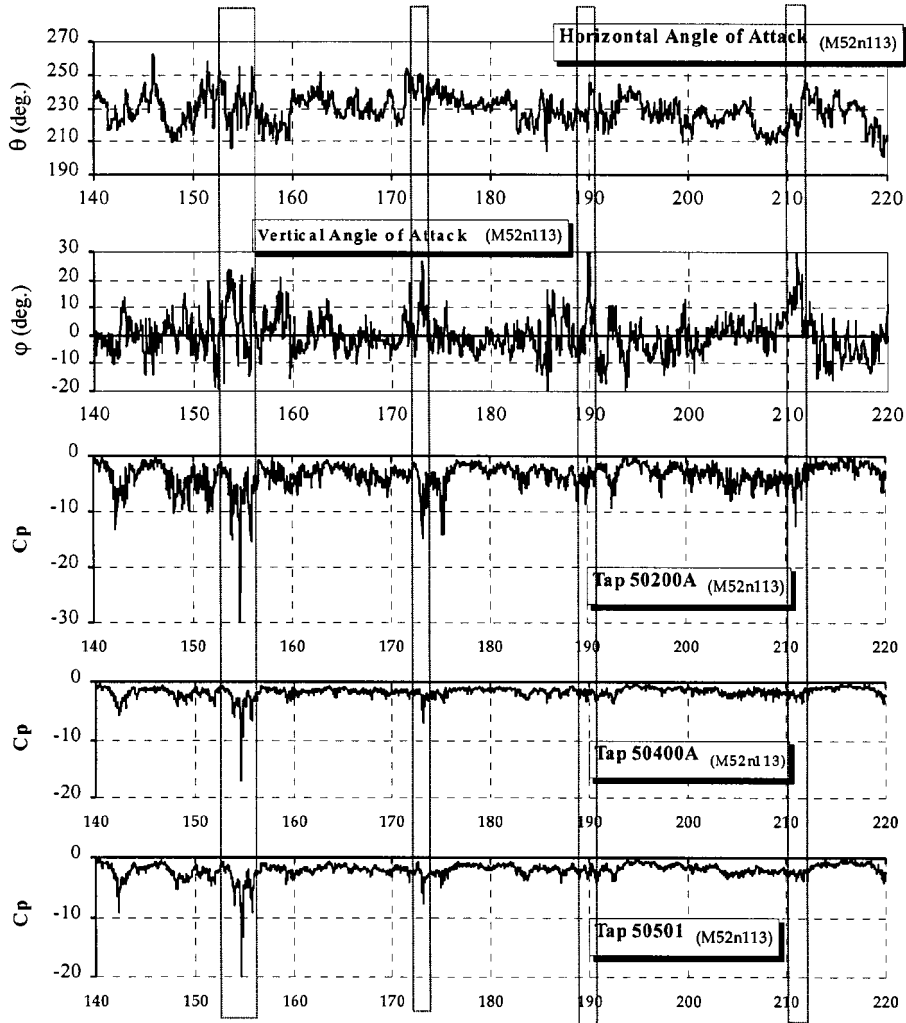 Horizontal Angle of Attack (M52n113)
270
250
230
210
190
θ (deg.)
140 150 160 170 180 190 200 210 220
Vertical Angle of Attack (M52n113)
30
20
10
0
-10
-20
φ (deg.)
140 150 160 170 180 190 200 210 220
0
-10
-20
-30
Cp
Tap 50200A (M52n113)
140 150 160 170 180 190 200 210 220
0
-10
-20
Cp
Tap 50400A (M52n113)
140 150 160 170 180 190 200 210 220
0
-10
-20
Cp
Tap 50501 (M52n113)
140 150 160 170 180 190 200 210 220